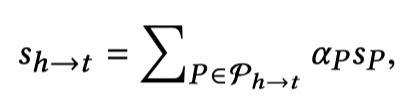 s_{h→t} = ∑_{P∈𝒫_{h→t}} α_P s_P,